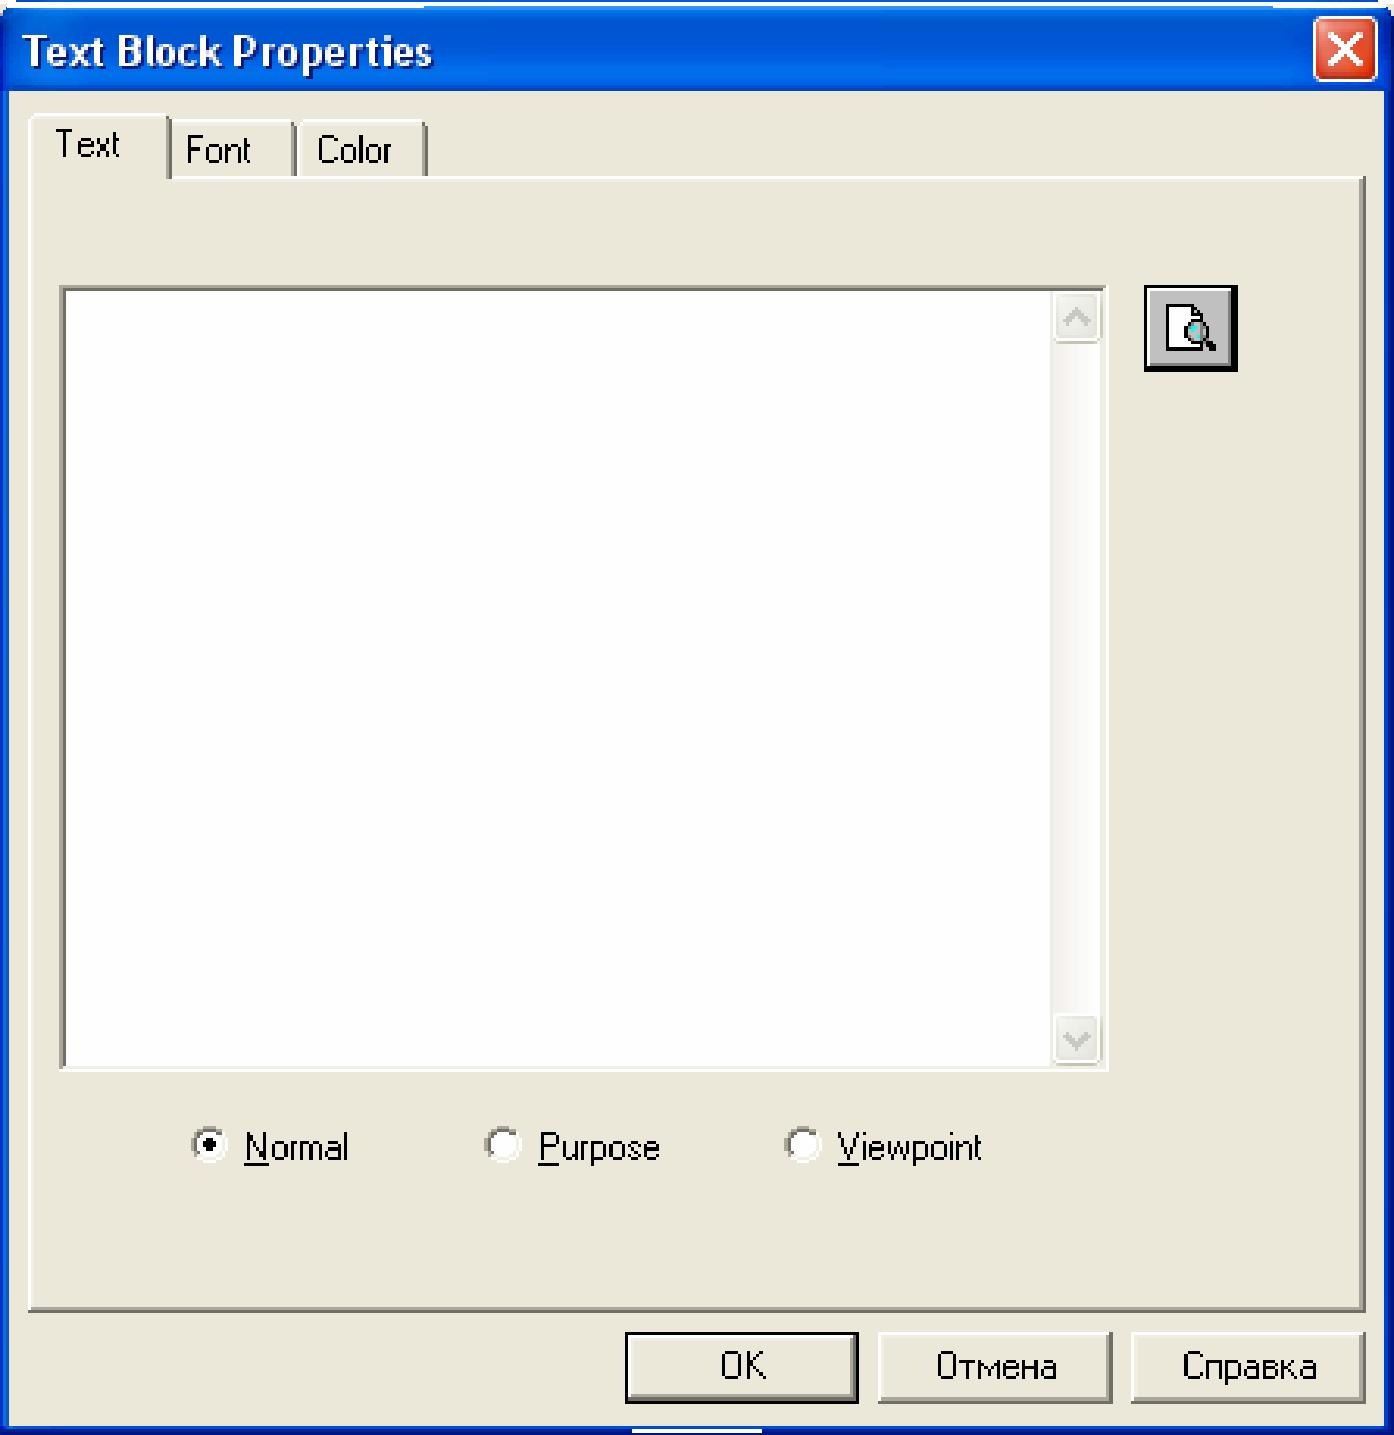 Text Block Properties
Text Font Color
Normal Purpose Viewpoint
OK Отмена Справка